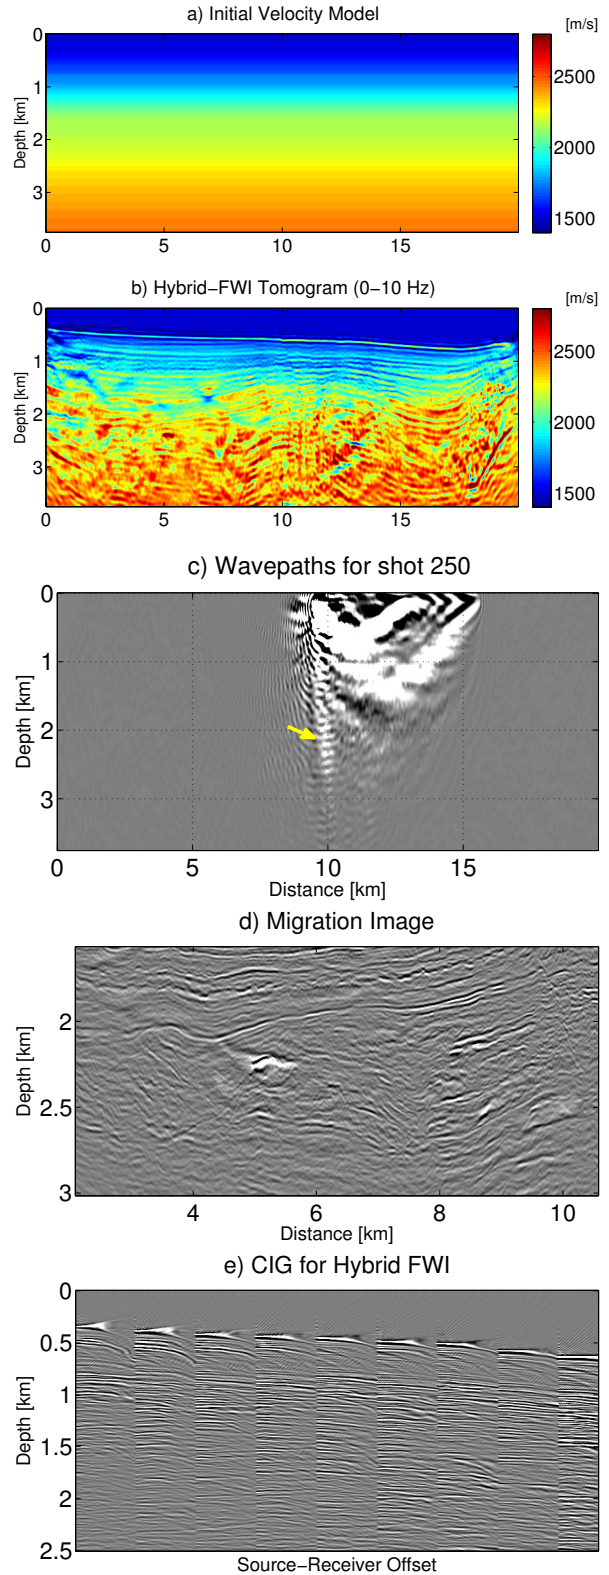 a) Initial Velocity Model
[m/s]
0
1
2
3
Depth [km]
0
5
10
15
2500
2000
1500
b) Hybrid−FWI Tomogram (0−10 Hz)
[m/s]
0
1
2
3
Depth [km]
0
5
10
15
2500
2000
1500
c) Wavepaths for shot 250
0
1
2
3
Depth [km]
0
5
10
15
Distance [km]
d) Migration Image
2
2.5
3
Depth [km]
4
6
8
10
Distance [km]
e) CIG for Hybrid FWI
0
0.5
1
1.5
2
2.5
Depth [km]
Source−Receiver Offset